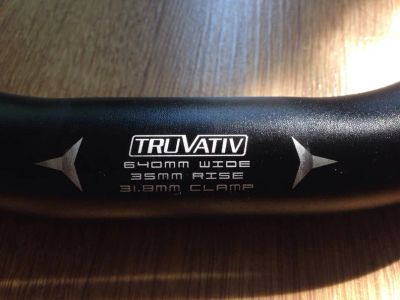 TRUVATIV
640MM WIDE
35MM RISE
31.8MM CLAMP